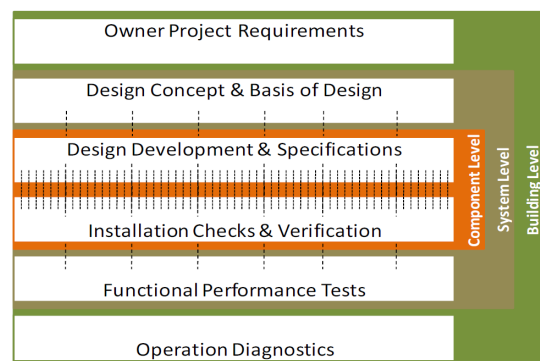 Owner Project Requirements
Design Concept & Basis of Design
Design Development & Specifications
Installation Checks & Verification
Functional Performance Tests
Operation Diagnostics
Component Level
System Level
Building Level